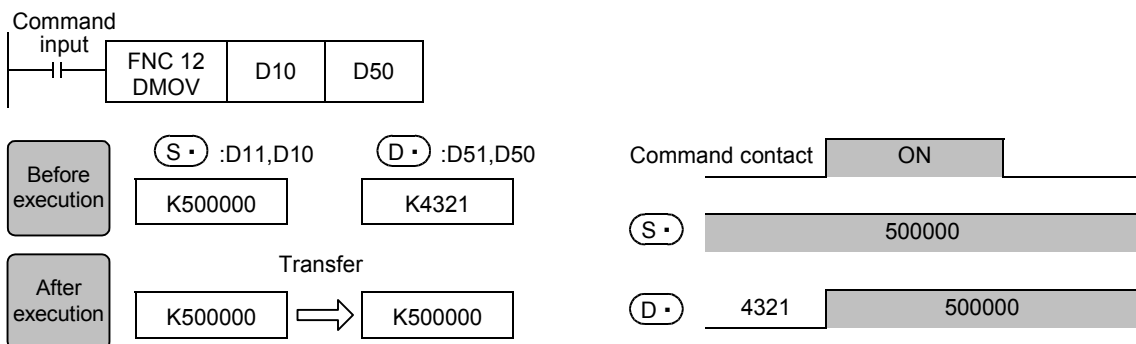 Command
input
FNC 12
DMOV
D10
D50
Before
execution
S・ :D11,D10
D・ :D51,D50
K500000
K4321
After
execution
Transfer
K500000
K500000
Command contact
ON
S・
500000
D・
4321
500000